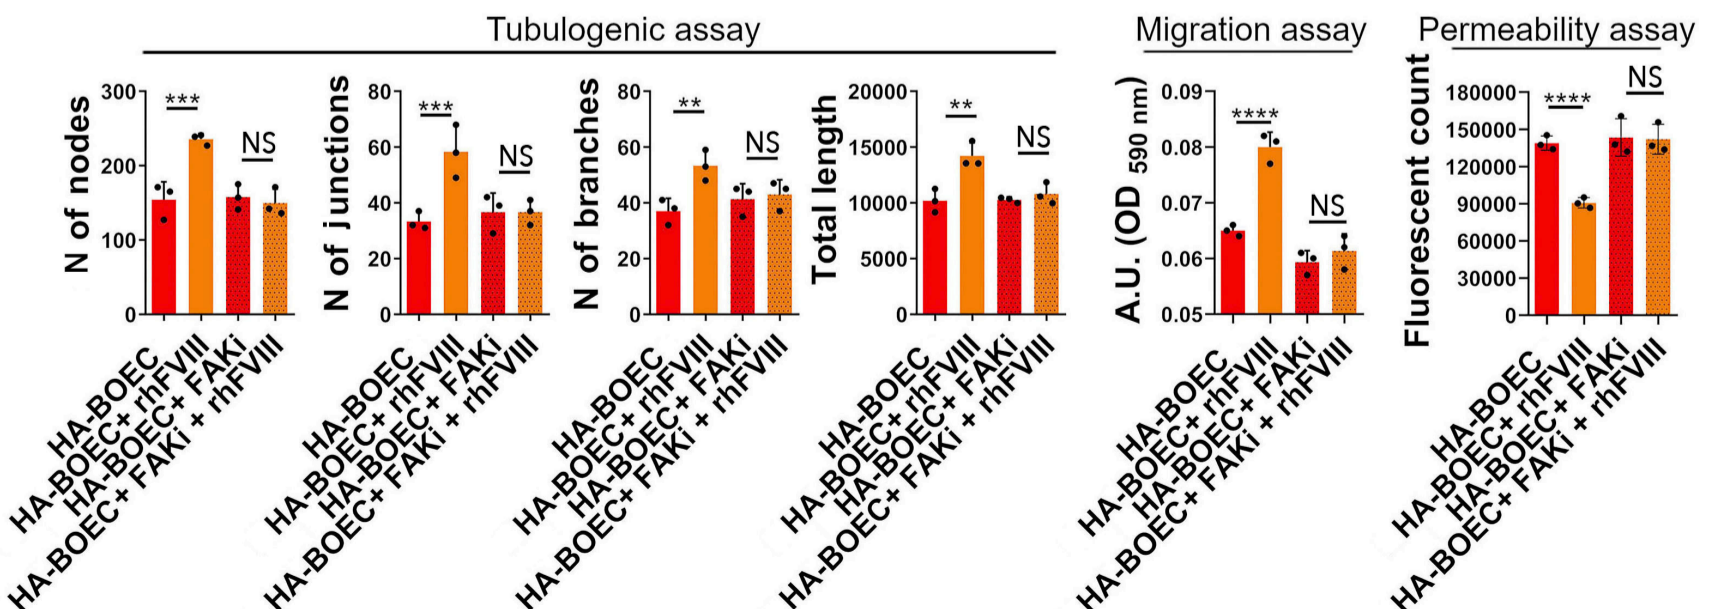 Tubulogenic assay
Migration assay
Permeability assay
N of nodes
300
200
100
0
***
NS
HA-BOEC
HA-BOEC+ rhFVIII
HA-BOEC+ FAKi
HA-BOEC+ FAKi + rhFVIII
N of junctions
80
60
40
20
0
***
NS
HA-BOEC
HA-BOEC+ rhFVIII
HA-BOEC+ FAKi
HA-BOEC+ FAKi + rhFVIII
N of branches
80
60
40
20
0
**
NS
HA-BOEC
HA-BOEC+ rhFVIII
HA-BOEC+ FAKi
HA-BOEC+ FAKi + rhFVIII
Total length
20000
15000
10000
5000
0
**
NS
HA-BOEC
HA-BOEC+ rhFVIII
HA-BOEC+ FAKi
HA-BOEC+ FAKi + rhFVIII
A.U. (OD 590 nm)
0.09
0.08
0.07
0.06
0.05
****
NS
HA-BOEC
HA-BOEC+ rhFVIII
HA-BOEC+ FAKi
HA-BOEC+ FAKi + rhFVIII
Fluorescent count
180000
150000
120000
90000
60000
30000
0
****
NS
HA-BOEC
HA-BOEC+ rhFVIII
HA-BOEC+ FAKi
HA-BOEC+ FAKi + rhFVIII